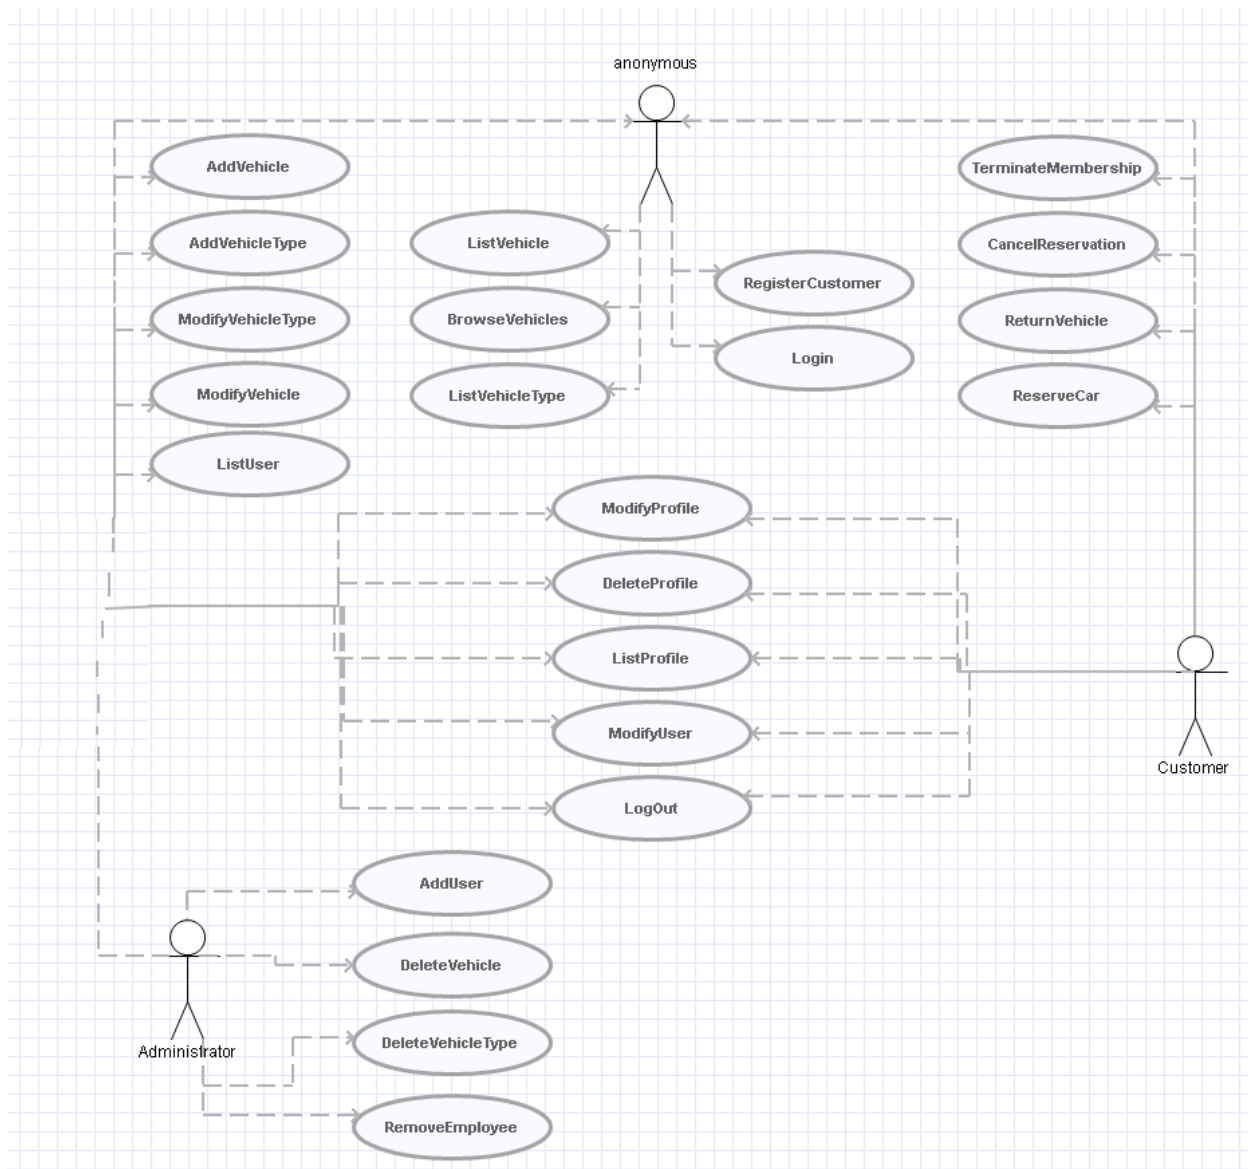 anonymous
AddVehicle
AddVehicleType
ModifyVehicleType
ModifyVehicle
ListUser
ListVehicle
BrowseVehicles
ListVehicleType
RegisterCustomer
Login
TerminateMembership
CancelReservation
ReturnVehicle
ReserveCar
ModifyProfile
DeleteProfile
ListProfile
ModifyUser
LogOut
Customer
AddUser
DeleteVehicle
DeleteVehicleType
RemoveEmployee
Administrator